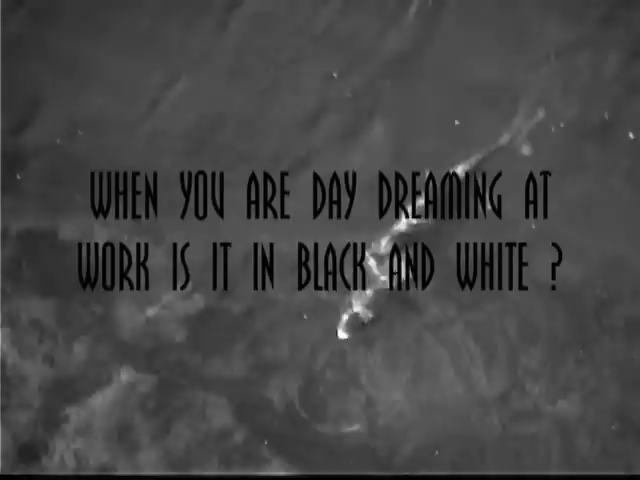 WHEN YOU ARE DAY DREAMING AT
WORK IS IT IN BLACK AND WHITE ?